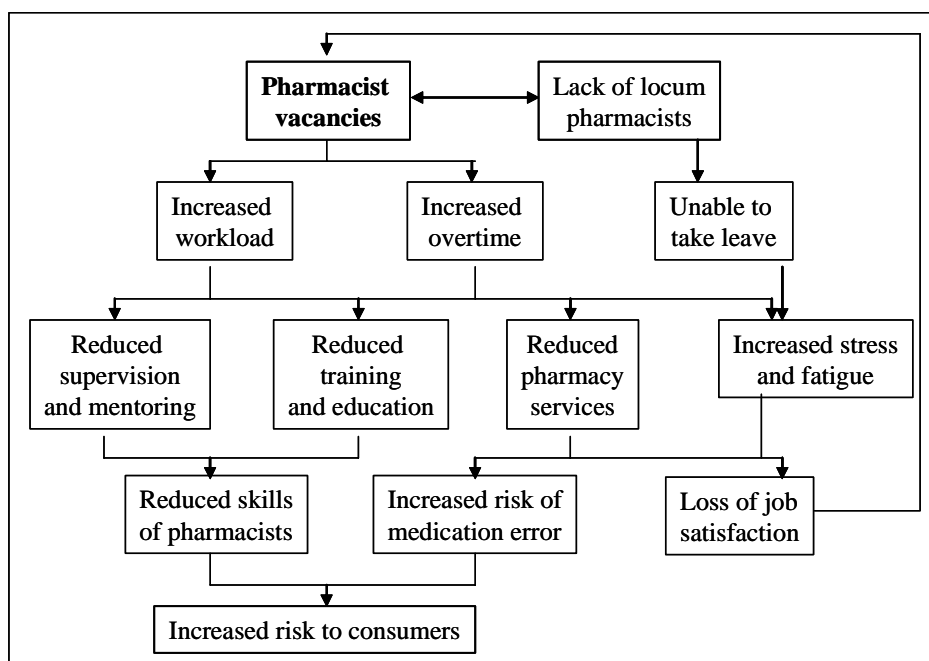 Pharmacist
vacancies
Lack of locum
pharmacists
Increased
workload
Increased
overtime
Unable to
take leave
Reduced
supervision
and mentoring
Reduced
training
and education
Reduced
pharmacy
services
Increased stress
and fatigue
Reduced skills
of pharmacists
Increased risk of
medication error
Loss of job
satisfaction
Increased risk to consumers